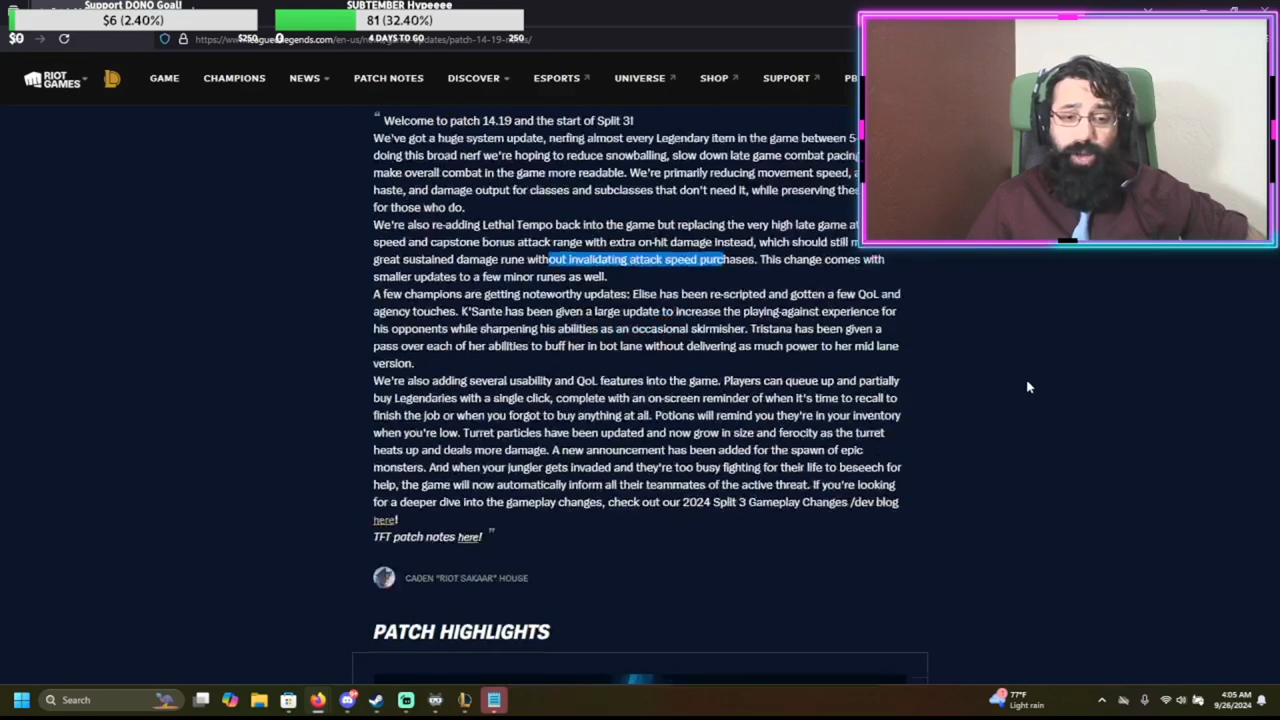 Support DONO Goal!
SUBTEMBER Hypeeee
$6 (2.40%)
81 (32.40%)
$0
$250
0
4 DAYS TO GO
250
RIOT GAMES
GAME
CHAMPIONS
NEWS
PATCH NOTES
DISCOVER
ESPORTS
UNIVERSE
SHOP
SUPPORT
“ Welcome to patch 14.19 and the start of Split 3!
We've got a huge system update, nerfing almost every Legendary item in the game between 5
doing this broad nerf we're hoping to reduce snowballing, slow down late game combat pacing
make overall combat in the game more readable. We're primarily reducing movement speed,
haste, and damage output for classes and subclasses that don't need it, while preserving
for those who do.
We're also re-adding Lethal Tempo back into the game but replacing the very high late game
speed and capstone bonus attack range with extra on-hit damage instead, which should still
great sustained damage rune without invalidating attack speed purchases. This change comes with
smaller updates to a few minor runes as well.
A few champions are getting noteworthy updates: Elise has been re-scripted and gotten a few QoL and
agency touches. K'Sante has been given a large update to increase the playing-against experience for
his opponents while sharpening his abilities as an occasional skirmisher. Tristana has been given a
pass over each of her abilities to buff her in bot lane without delivering as much power to her mid lane
version.
We're also adding several usability and QoL features into the game. Players can queue up and partially
buy Legendaries with a single click, complete with an on-screen reminder of when it's time to recall to
finish the job or when you forgot to buy anything at all. Potions will remind you they're in your inventory
when you're low. Turret particles have been updated and now grow in size and ferocity as the turret
heats up and deals more damage. A new announcement has been added for the spawn of epic
monsters. And when your jungler gets invaded and they're too busy fighting for their life to beseech for
help, the game will now automatically inform all their teammates of the active threat. If you're looking
for a deeper dive into the gameplay changes, check out our 2024 Split 3 Gameplay Changes /dev blog
here!
TFT patch notes here! ”
CADEN "RIOT SAKAAR" HOUSE
PATCH HIGHLIGHTS
Search
77°F
Light rain
4:05 AM
9/26/2024